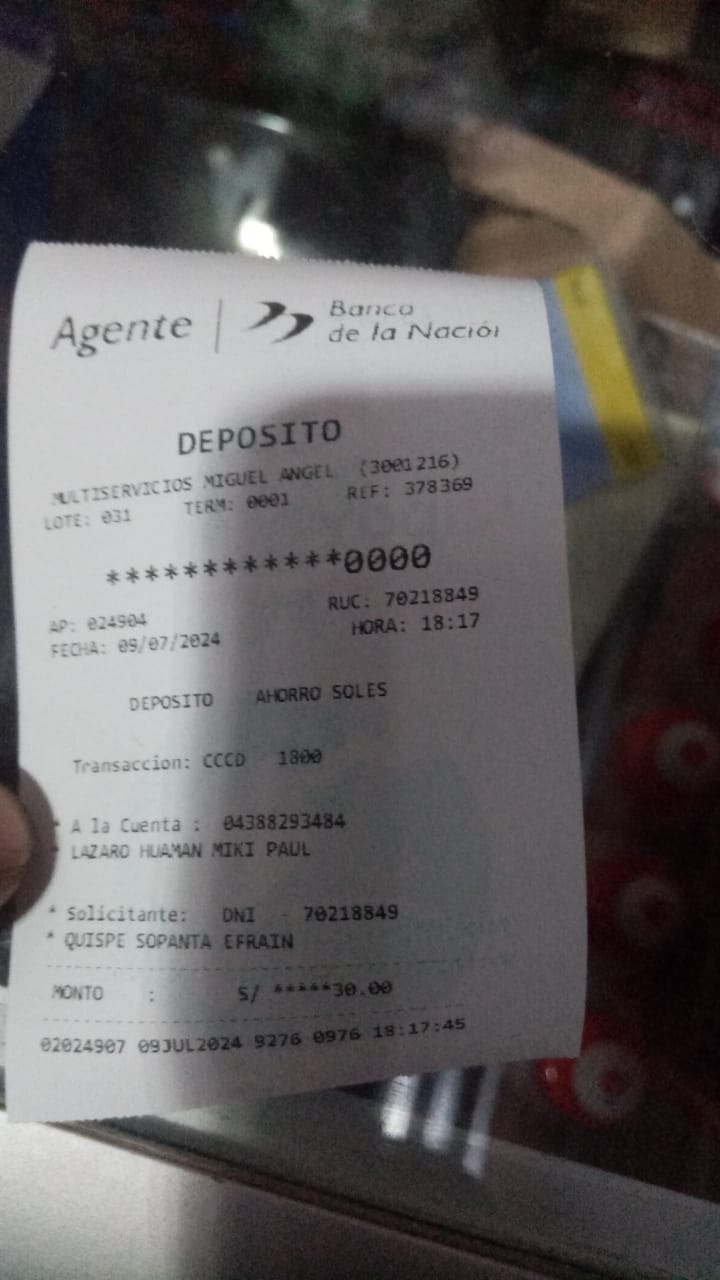 Agente | Banco
de la Nación
DEPOSITO
MULTISERVICIOS MIGUEL ANGEL (3001216)
LOTE: 031 TERM: 0001 REF: 378369
************0000
AP: 024904 RUC: 70218849
FECHA: 09/07/2024 HORA: 18:17
DEPOSITO AHORRO SOLES
Transaccion: CCCD 1800
* A la Cuenta : 04388293484
* LAZARO HUAMAN MIKI PAUL
* Solicitante: DNI - 70218849
* QUISPE SOPANTA EFRAIN
MONTO : S/ *****30.00
02024907 09JUL2024 9276 0976 18:17:45